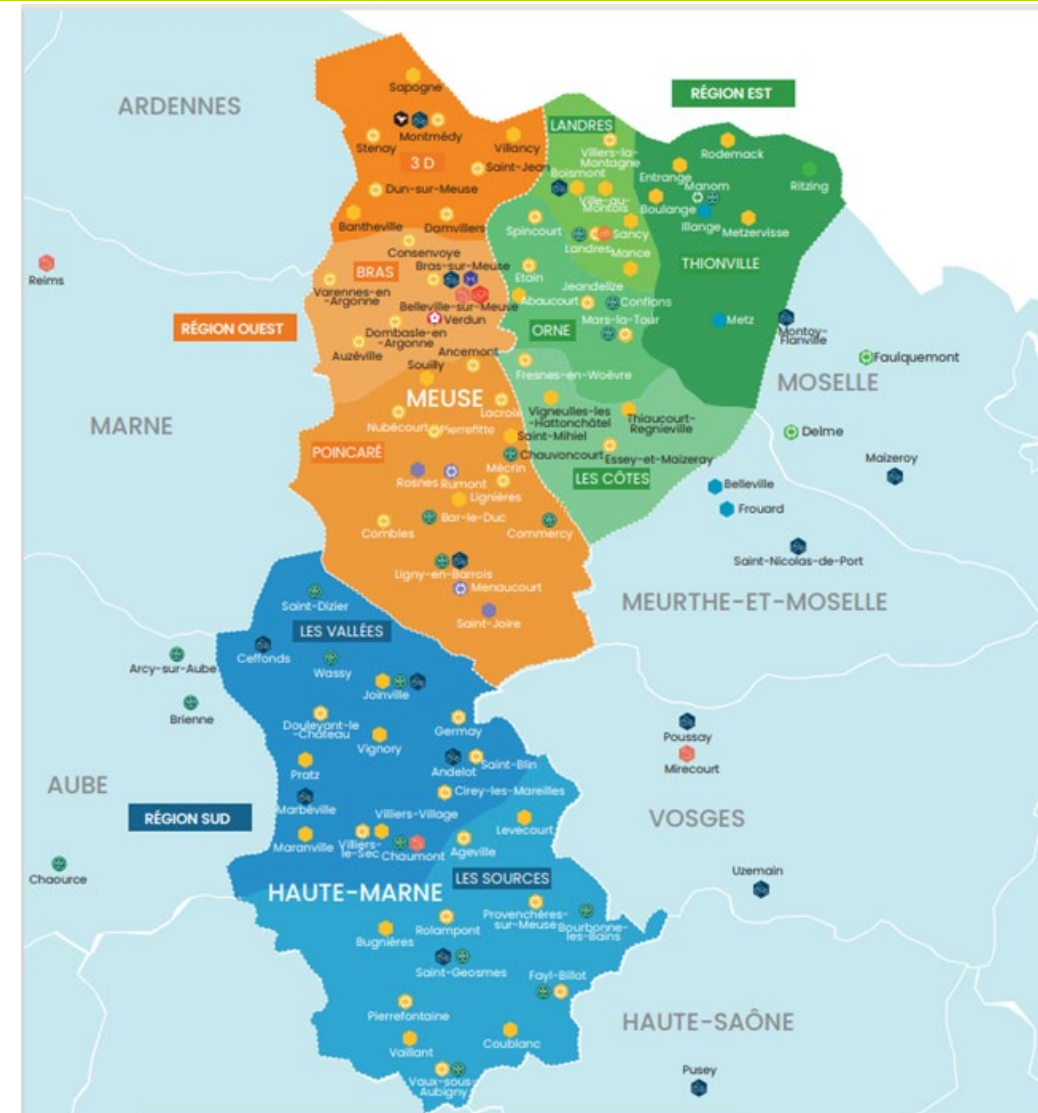 ARDENNES
Sapogne
Montmédy
Stenay
Villancy
3 D
Saint-Jean
Dun-sur-Meuse
Bantheville
Damvillers
RÉGION EST
LANDRES
Villers-la-
Montagne
Boismont
Ville-au-
Montois
Rodemack
Entrange
Manom
Ritzing
Boulange
Illange
Metzervisse
Spincourt
Landres
Sancy
Mance
THIONVILLE
Reims
Consenvoye
BRAS
Bras-sur-Meuse
Varennes-en
-Argonne
Belleville-sur-Meuse
Verdun
RÉGION OUEST
Dombasle-en
-Argonne
Auzéville
Ancemont
Souilly
Etain
Abaucourt
Jeandelize
Conflans
Mars-la-Tour
ORNE
Metz
Montoy-
Flanville
Fresnes-en-Woëvre
Faulquemont
MOSELLE
MEUSE
MARNE
Lacroix
Nubécourt
Pierrefitte
Vigneulles-les
-Hattonchâtel
Thiaucourt-
Regnieville
Saint-Mihiel
Delme
POINCARÉ
Chauvoncourt
Essey-et-Maizeray
Maizeroy
Mécrin
Rosnes
Rumont
LES CÔTES
Lignières
Belleville
Frouard
Bar-le-Duc
Combles
Commercy
Saint-Nicolas-de-Port
Ligny-en-Barrois
Menaucourt
Saint-Joire
MEURTHE-ET-MOSELLE
Saint-Dizier
LES VALLÉES
Ceffonds
Arcy-sur-Aube
Wassy
Joinville
Brienne
Doulevant-le
-Château
Germay
Vignory
Poussay
Mirecourt
Pratz
Andelot
Saint-Blin
AUBE
Cirey-les-Mareilles
Marbéville
RÉGION SUD
Villiers-Village
Levecourt
VOSGES
Maranville
Villiers-
le-Sec
Chaumont
Ageville
Chaource
LES SOURCES
Uzemain
HAUTE-MARNE
Provenchères-
sur-Meuse
Bourbonne-
les-Bains
Rolampont
Bugnières
Saint-Geosmes
Fayl-Billot
Pierrefontaine
HAUTE-SAÔNE
Vaillant
Coublanc
Vaux-sous-
Aubigny
Pusey